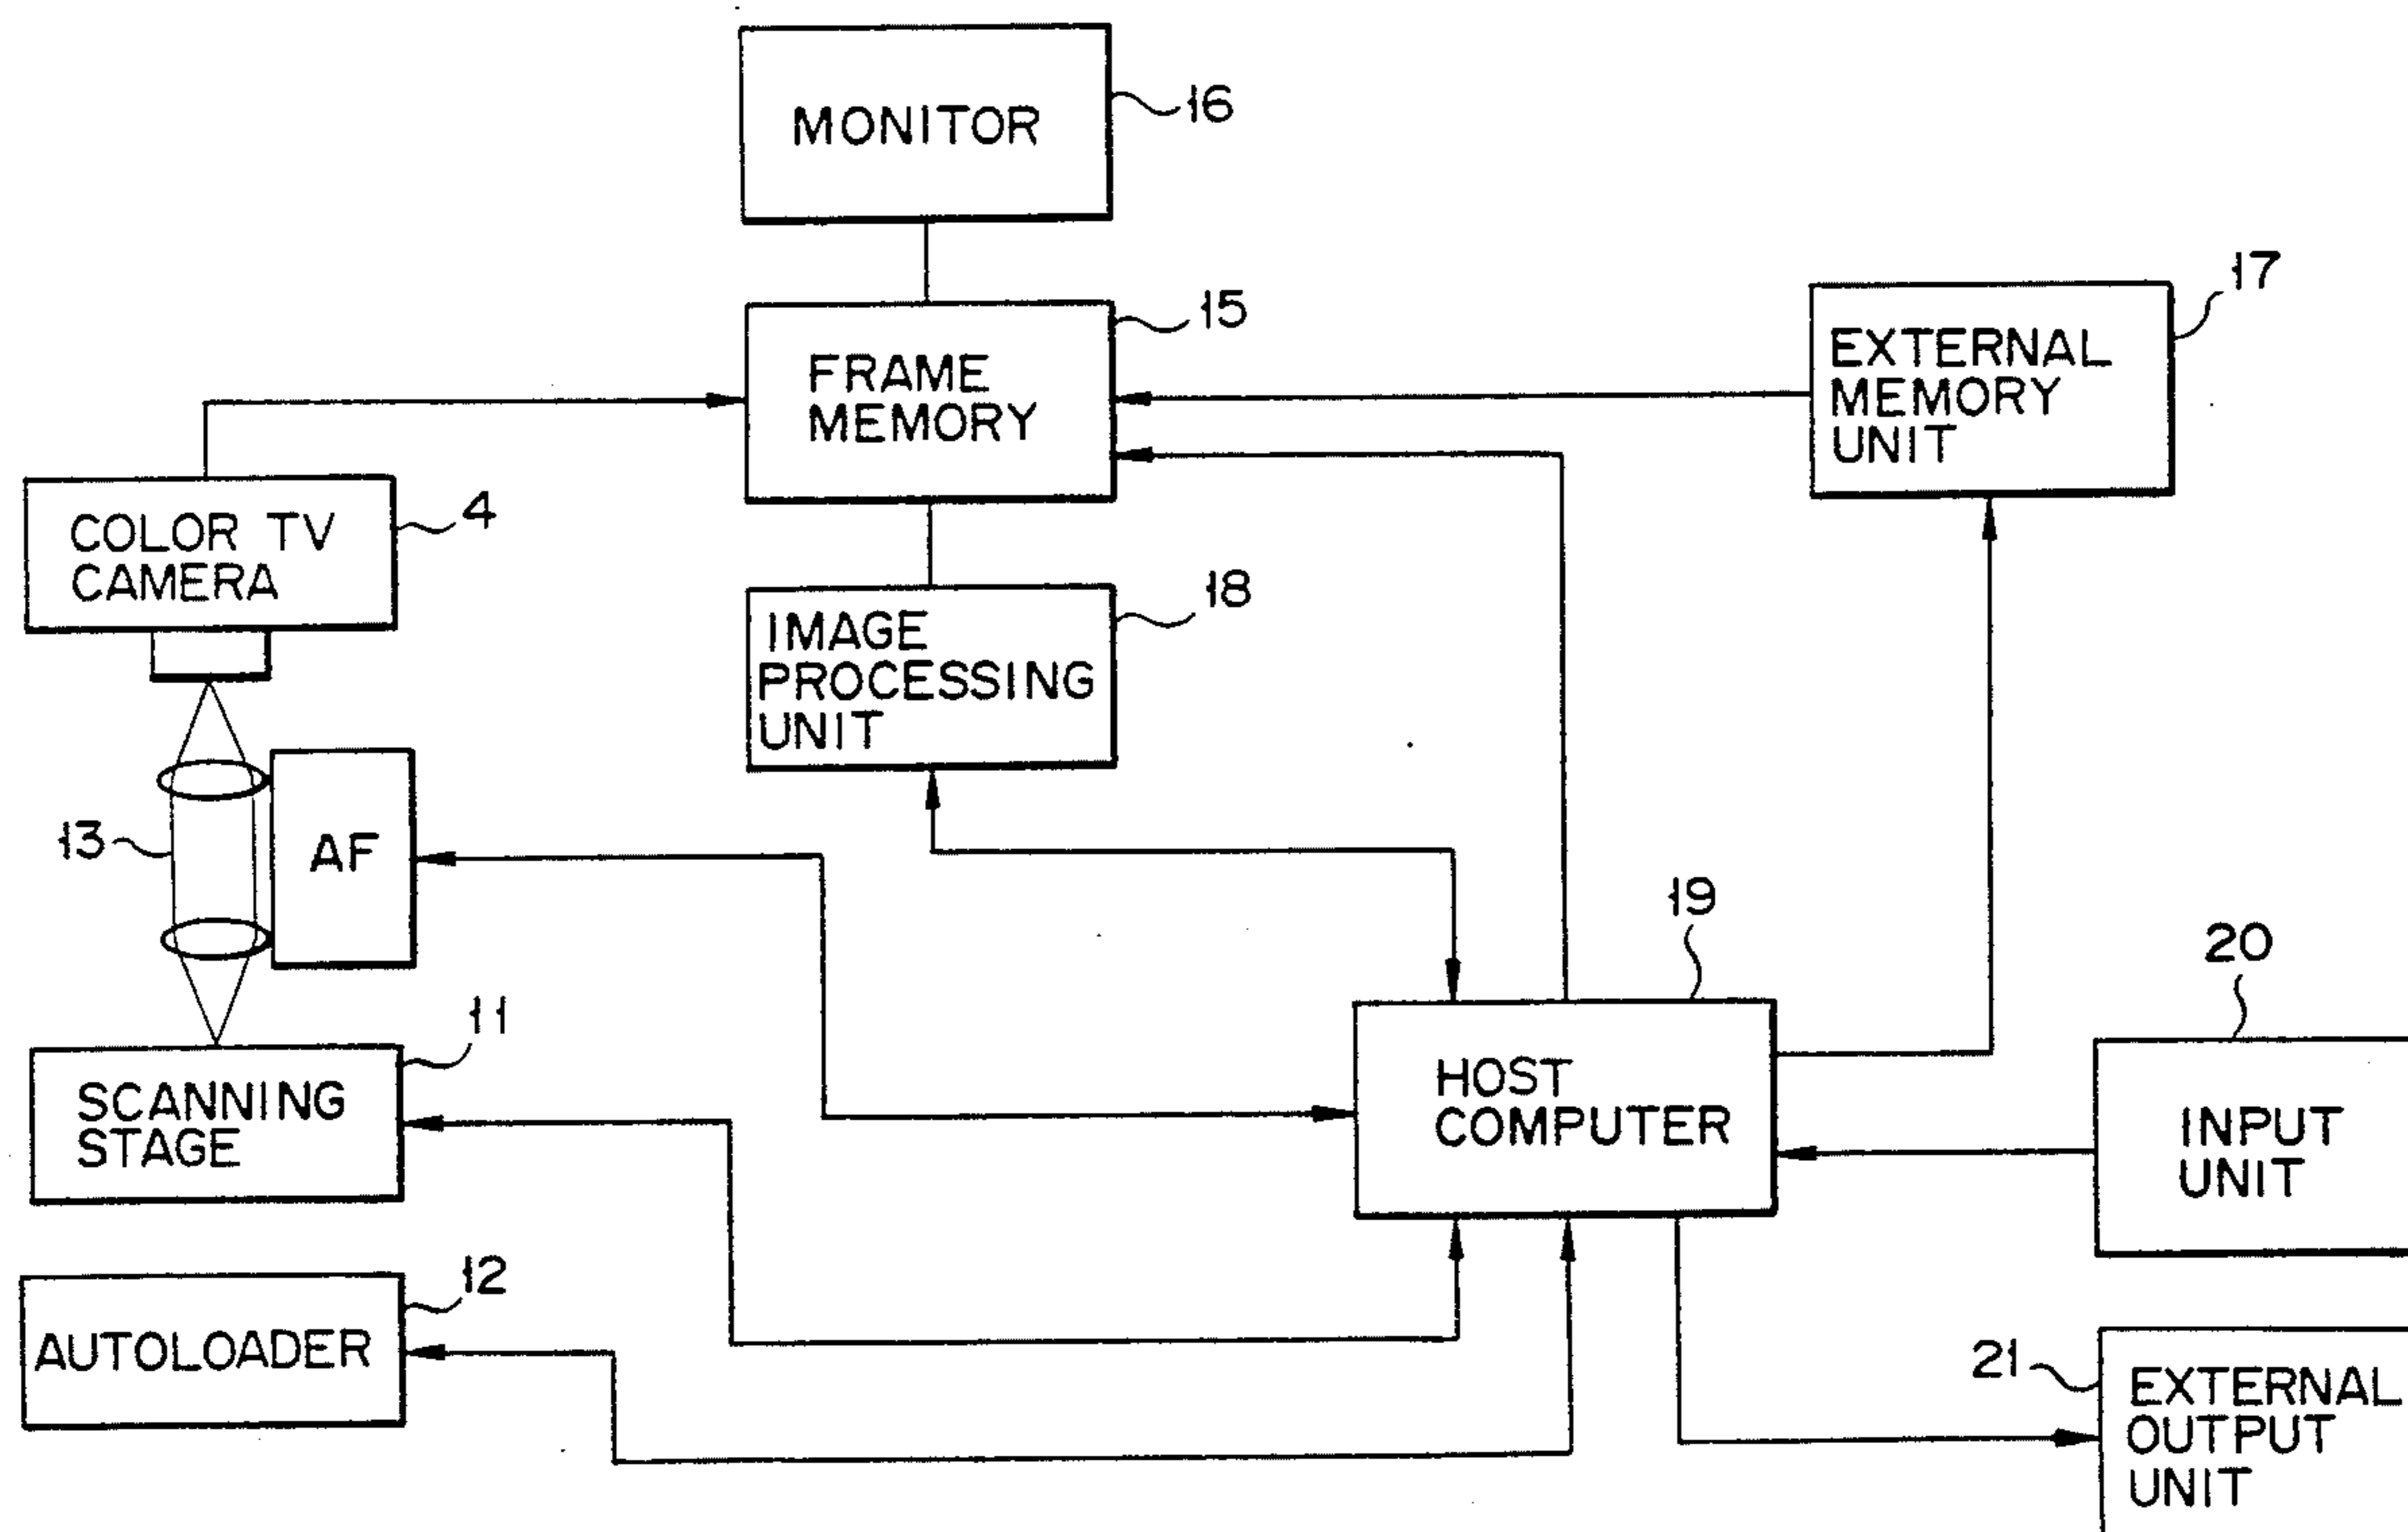 MONITOR
16
FRAME
MEMORY
15
EXTERNAL
MEMORY
UNIT
17
COLOR TV
CAMERA
4
IMAGE
PROCESSING
UNIT
18
13
AF
19
HOST
COMPUTER
20
INPUT
UNIT
SCANNING
STAGE
11
AUTOLOADER
12
21
EXTERNAL
OUTPUT
UNIT